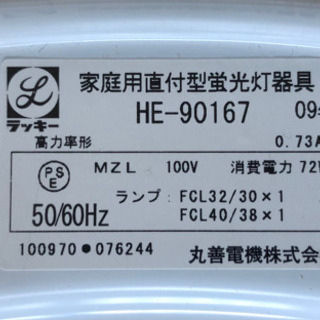 家庭用直付型蛍光灯器具
HE-90167 09
ラッキー
高力率形 0.73A
PS
E
MZL 100V 消費電力 72W
50/60Hz
ランプ:FCL32/30×1
FCL40/38×1
100970●076244
丸善電機株式会